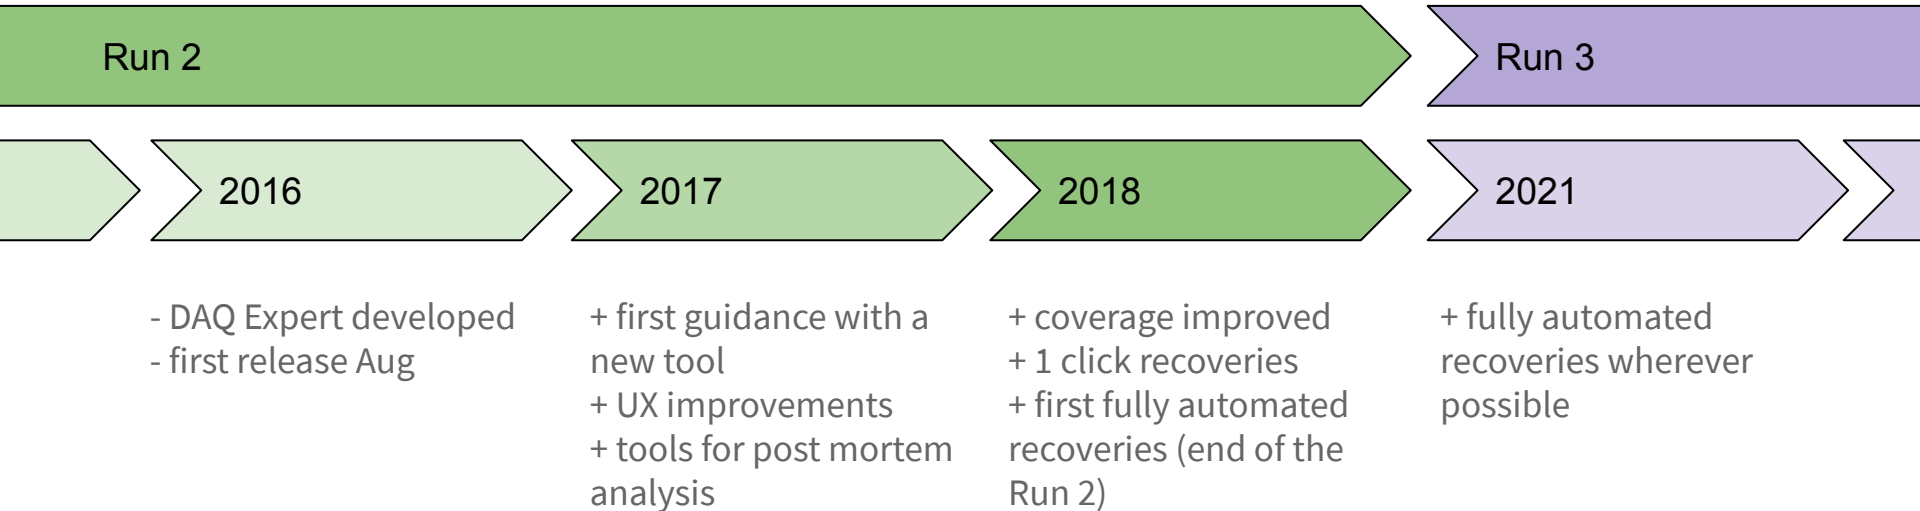 Run 2
Run 3
2016
2017
2018
2021
- DAQ Expert developed
- first release Aug
+ first guidance with a
new tool
+ UX improvements
+ tools for post mortem
analysis
+ coverage improved
+ 1 click recoveries
+ first fully automated
recoveries (end of the
Run 2)
+ fully automated
recoveries wherever
possible